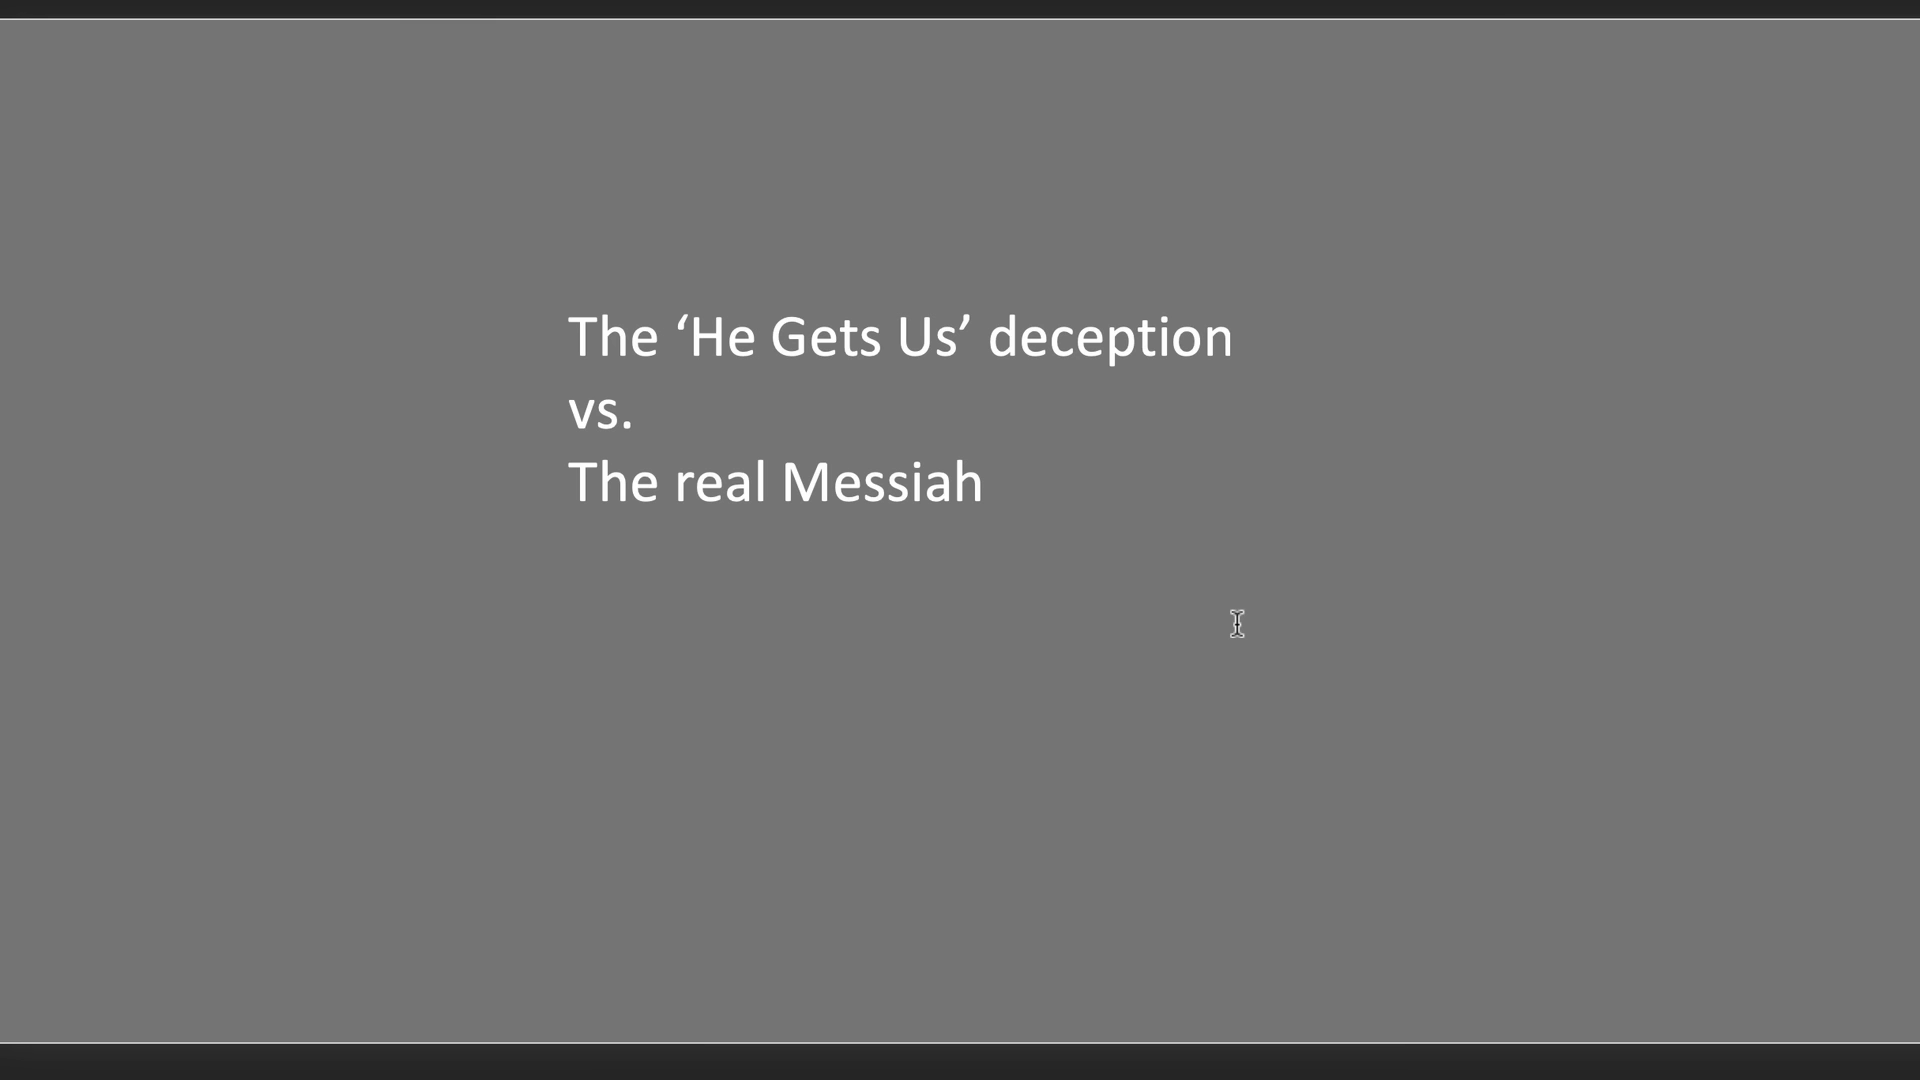 The ‘He Gets Us’ deception
vs.
The real Messiah